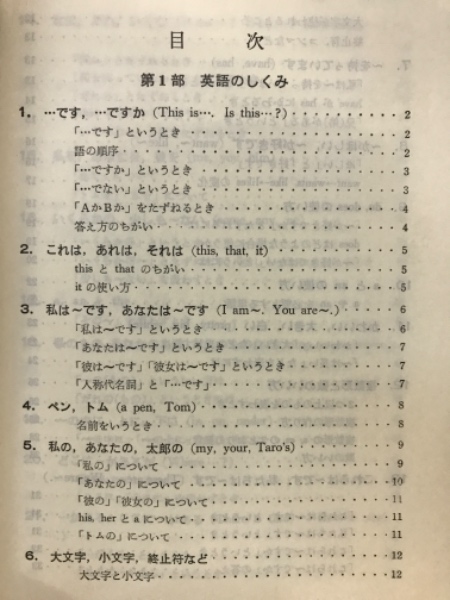 目　次
第1部　英語のしくみ
1. …です，…ですか (This is…. Is this…?) 2
「…です」というとき 2
語の順序 2
「…ですか」というとき 3
「…でない」というとき 3
「AかBか」をたずねるとき 4
答え方のちがい 4
2. これは，あれは，それは (this, that, it) 5
this と that のちがい 5
it の使い方 5
3. 私は～です，あなたは～です (I am～. You are～.) 6
「私は～です」というとき 6
「あなたは～です」というとき 7
「彼は～です」「彼女は～です」というとき 7
「人称代名詞」と「…です」 7
4. ペン，トム (a pen, Tom) 8
名前をいうとき 8
5. 私の，あなたの，太郎の (my, your, Taro's) 9
「私の」について 9
「あなたの」について 10
「彼の」「彼女の」について 11
his, her と a について 11
「トムの」について 11
6. 大文字，小文字，終止符など 12
大文字と小文字 12